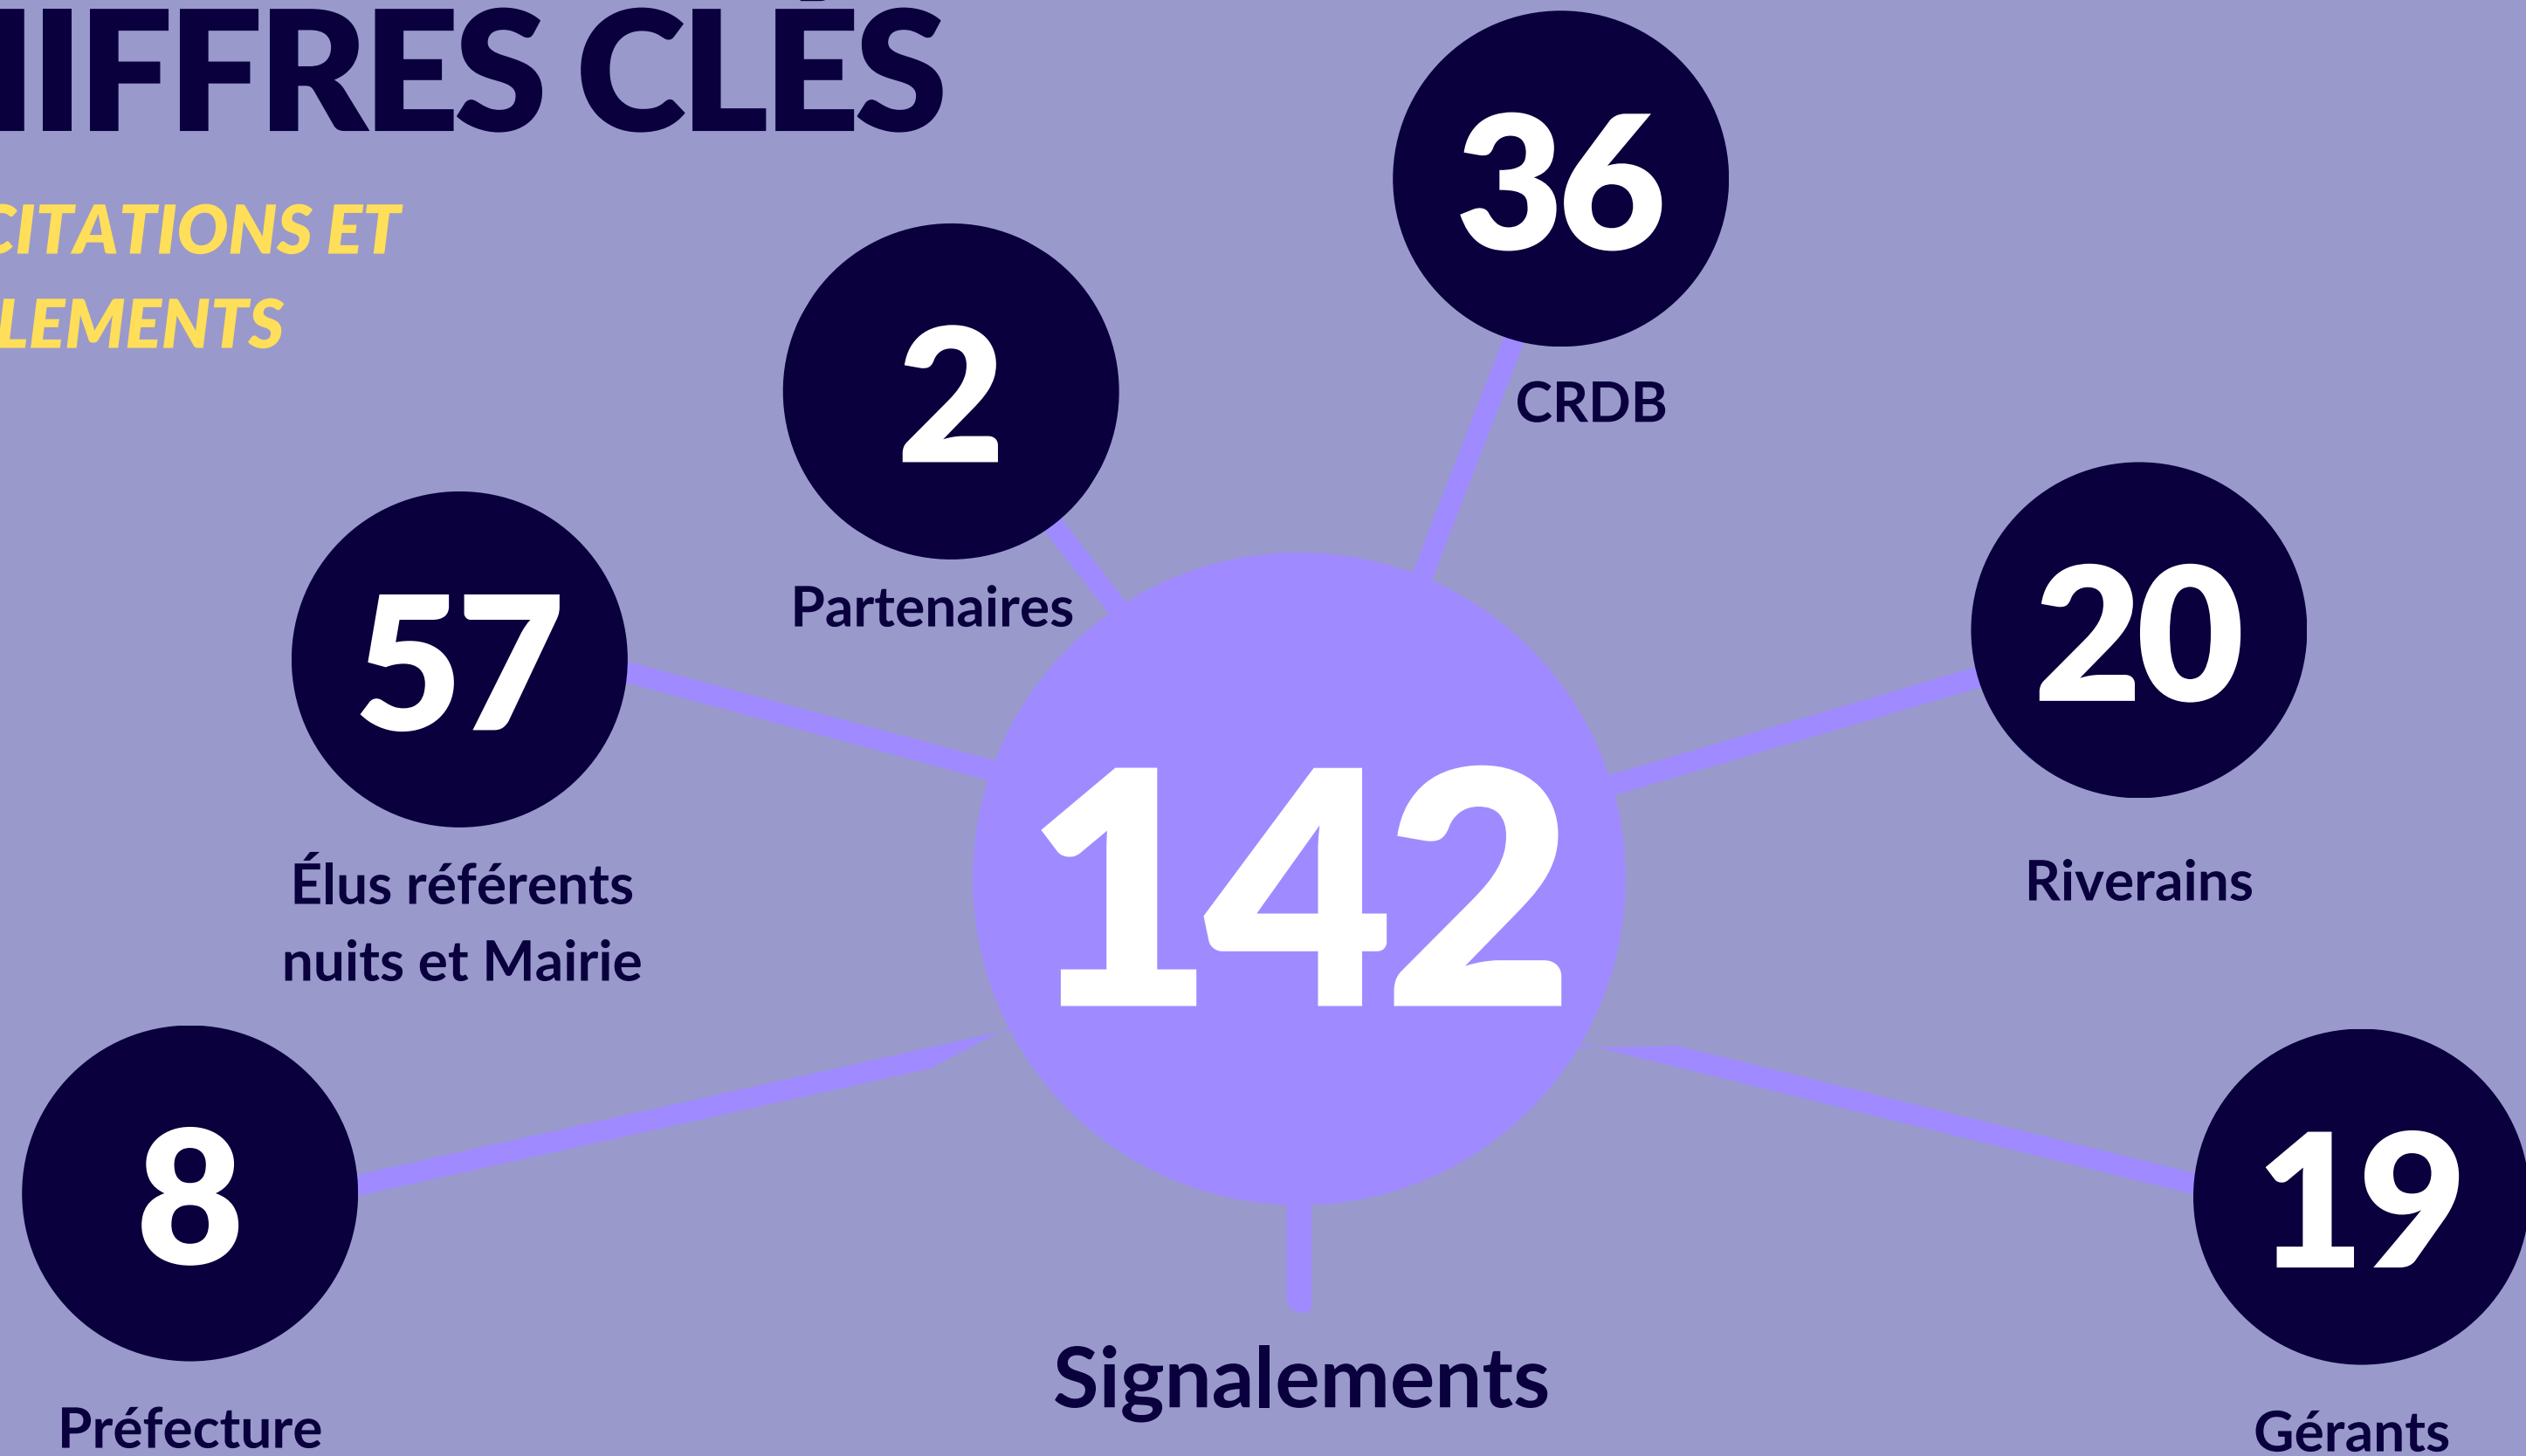 IFFRES CLÉS
CITATIONS ET
LEMENTS
36
CRDB
2
Partenaires
57
Élus référents
nuits et Mairie
20
Riverains
142
Signalements
8
Préfecture
19
Gérants